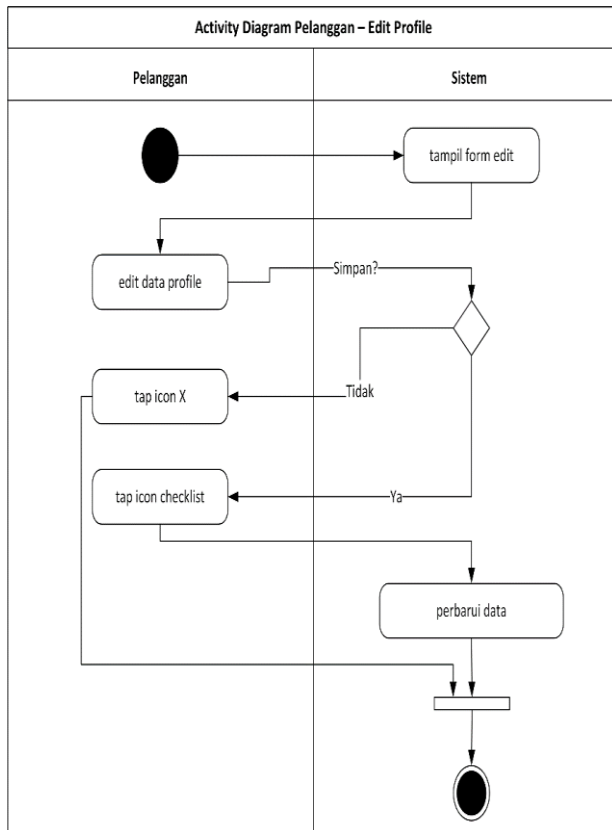 Activity Diagram Pelanggan – Edit Profile
Pelanggan
Sistem
tampil form edit
edit data profile
Simpan?
Tidak
tap icon X
tap icon checklist
Ya
perbarui data